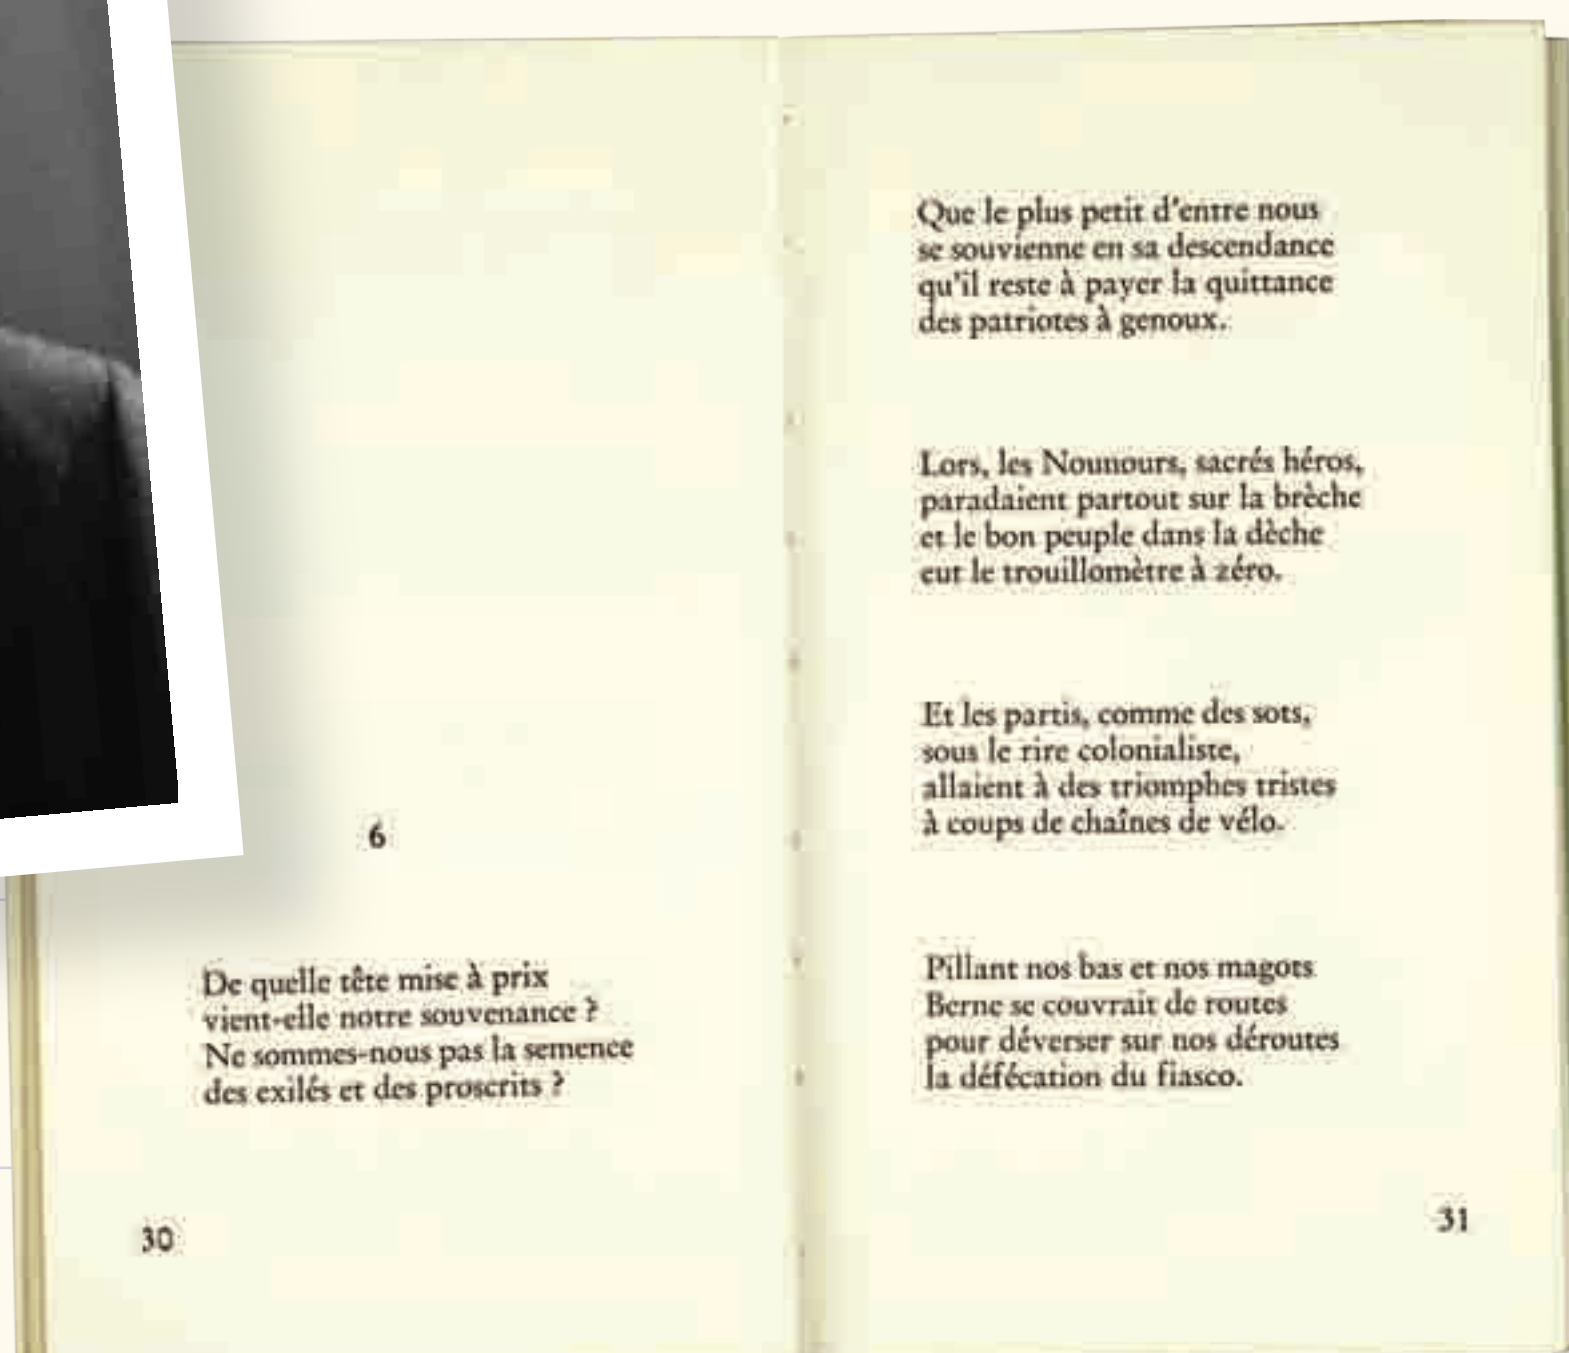 6
De quelle tête mise à prix
vient-elle notre souvenance ?
Ne sommes-nous pas la semence
des exilés et des proscrits ?
30
Que le plus petit d'entre nous
se souvienne en sa descendance
qu'il reste à payer la quittance
des patriotes à genoux.
Lors, les Nounours, sacrés héros,
paradaient partout sur la brèche
et le bon peuple dans la dèche
eut le trouillomètre à zéro.
Et les partis, comme des sots,
sous le rire colonialiste,
allaient à des triomphes tristes
à coups de chaînes de vélo.
Pillant nos bas et nos magots
Berne se couvrait de routes
pour déverser sur nos déroutes
la défécation du fiasco.
31